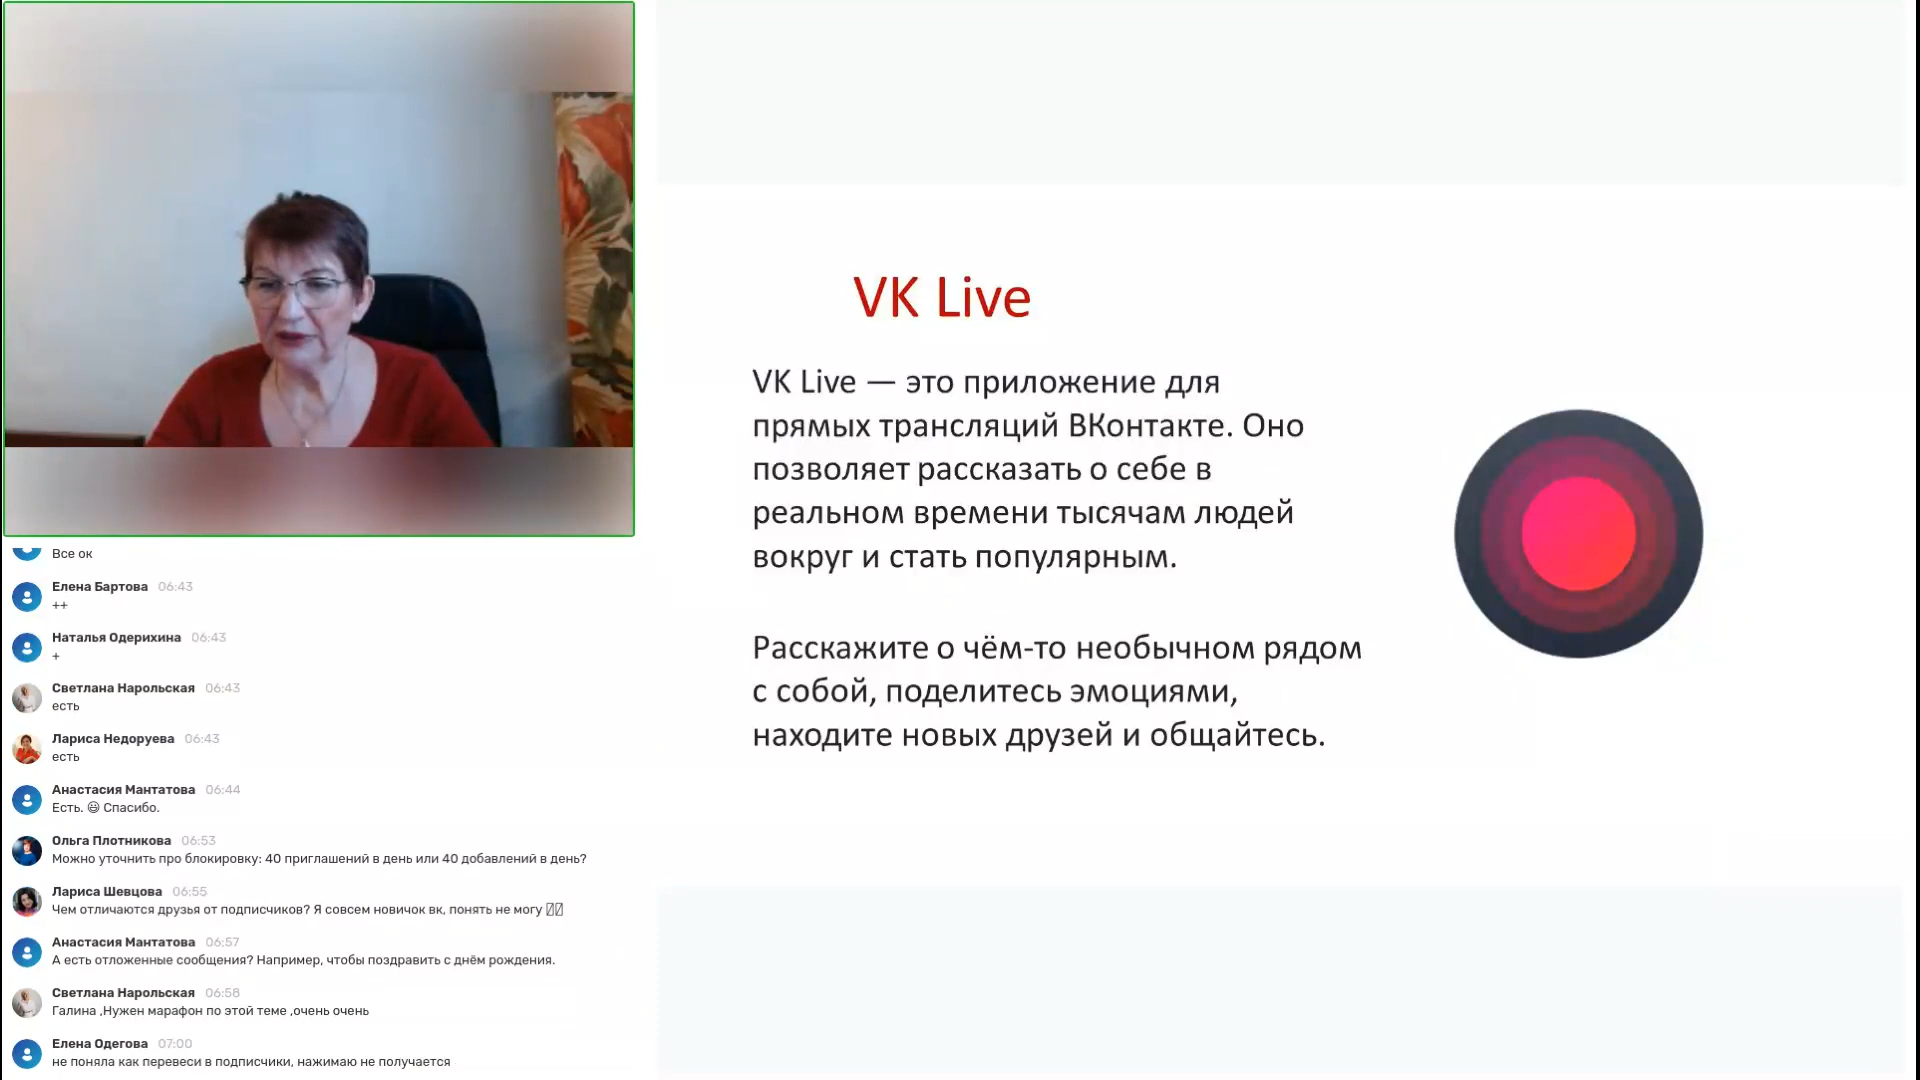 VK Live
VK Live — это приложение для
прямых трансляций ВКонтакте. Оно
позволяет рассказать о себе в
реальном времени тысячам людей
вокруг и стать популярным.
Расскажите о чём-то необычном рядом
с собой, поделитесь эмоциями,
находите новых друзей и общайтесь.
Все ок
Елена Бартова 06:43
++
Наталья Одерихина 06:43
+
Светлана Нарольская 06:43
есть
Лариса Недоруева 06:43
есть
Анастасия Мантатова 06:44
Есть. 😃 Спасибо.
Ольга Плотникова 06:53
Можно уточнить про блокировку: 40 приглашений в день или 40 добавлений в день?
Лариса Шевцова 06:55
Чем отличаются друзья от подписчиков? Я совсем новичок вк, понять не могу
Анастасия Мантатова 06:57
А есть отложенные сообщения? Например, чтобы поздравить с днём рождения.
Светлана Нарольская 06:58
Галина ,Нужен марафон по этой теме ,очень очень
Елена Одегова 07:00
не поняла как перевеси в подписчики, нажимаю не получается